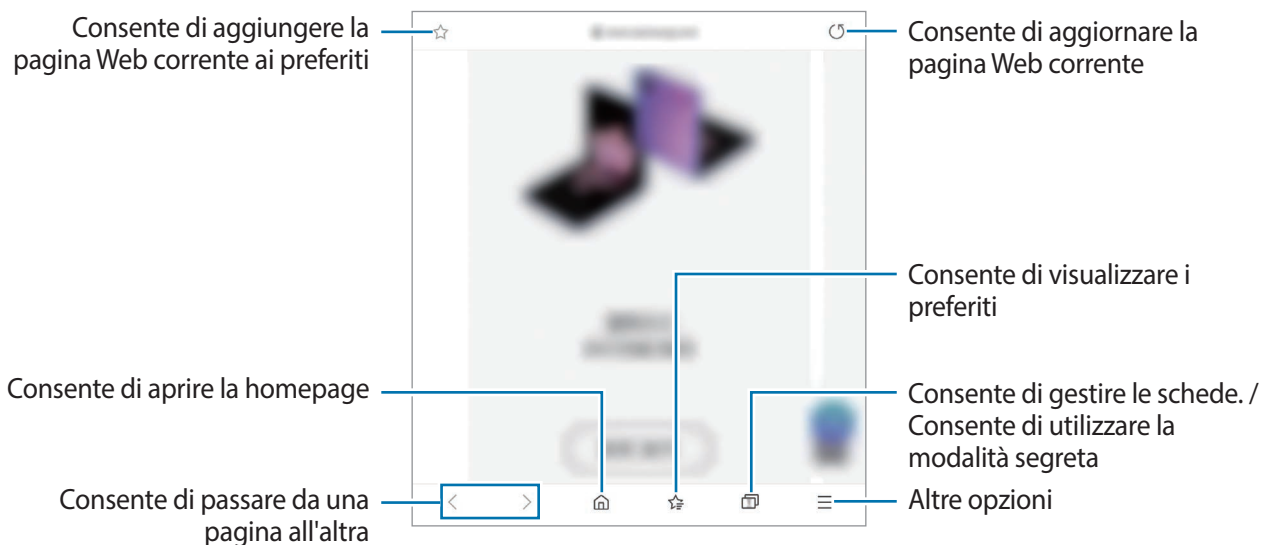 Consente di aggiungere la
pagina Web corrente ai preferiti
Consente di aggiornare la
pagina Web corrente
Consente di visualizzare i
preferiti
Consente di aprire la homepage
Consente di gestire le schede. /
Consente di utilizzare la
modalità segreta
Consente di passare da una
pagina all'altra
Altre opzioni